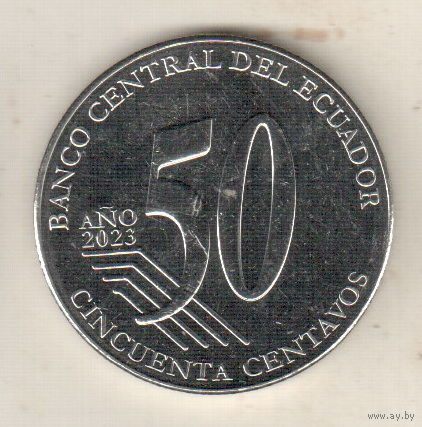 BANCO CENTRAL DEL ECUADOR
50
AÑO
2023
CINCUENTA CENTAVOS
www.ay.by